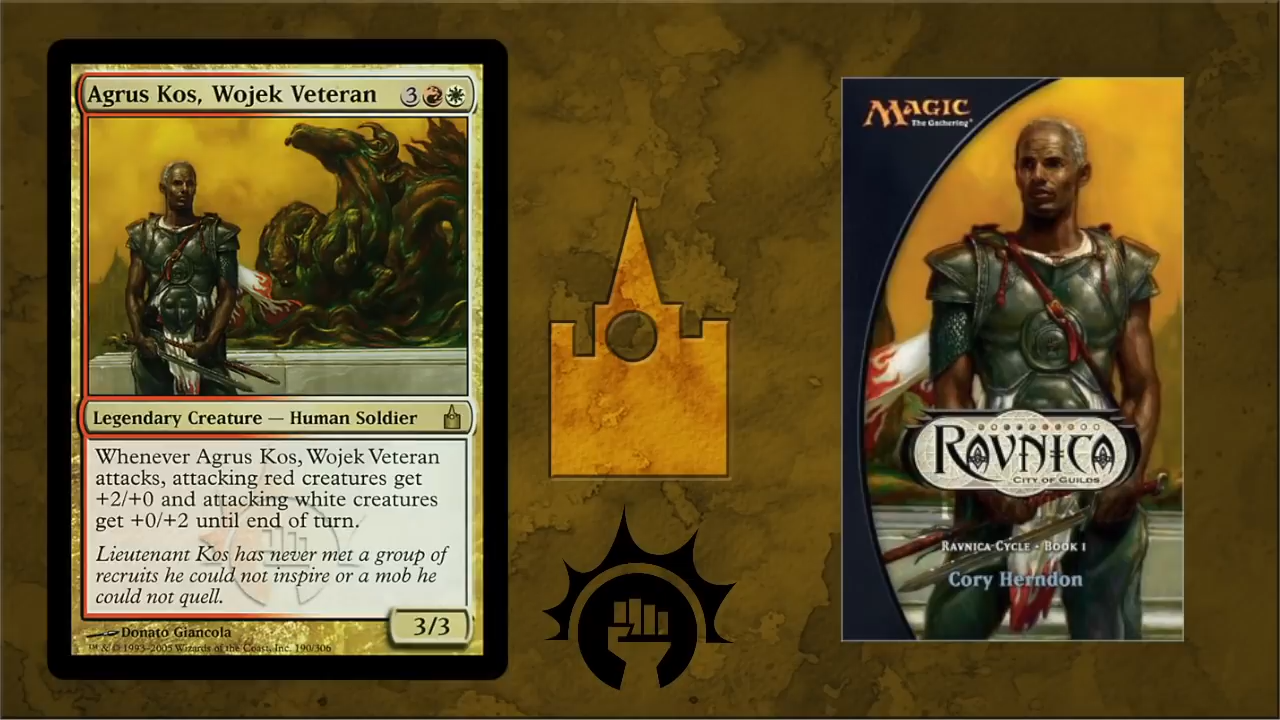 Agrus Kos, Wojek Veteran 3
Legendary Creature — Human Soldier
Whenever Agrus Kos, Wojek Veteran
attacks, attacking red creatures get
+2/+0 and attacking white creatures
get +0/+2 until end of turn.
Lieutenant Kos has never met a group of
recruits he could not inspire or a mob he
could not quell.
3/3
Donato Giancola
™ & © 1993-2005 Wizards of the Coast, Inc. 190/306
MAGIC
The Gathering®
RAVNICA
CITY OF GUILDS
RAVNICA CYCLE • BOOK I
Cory Herndon